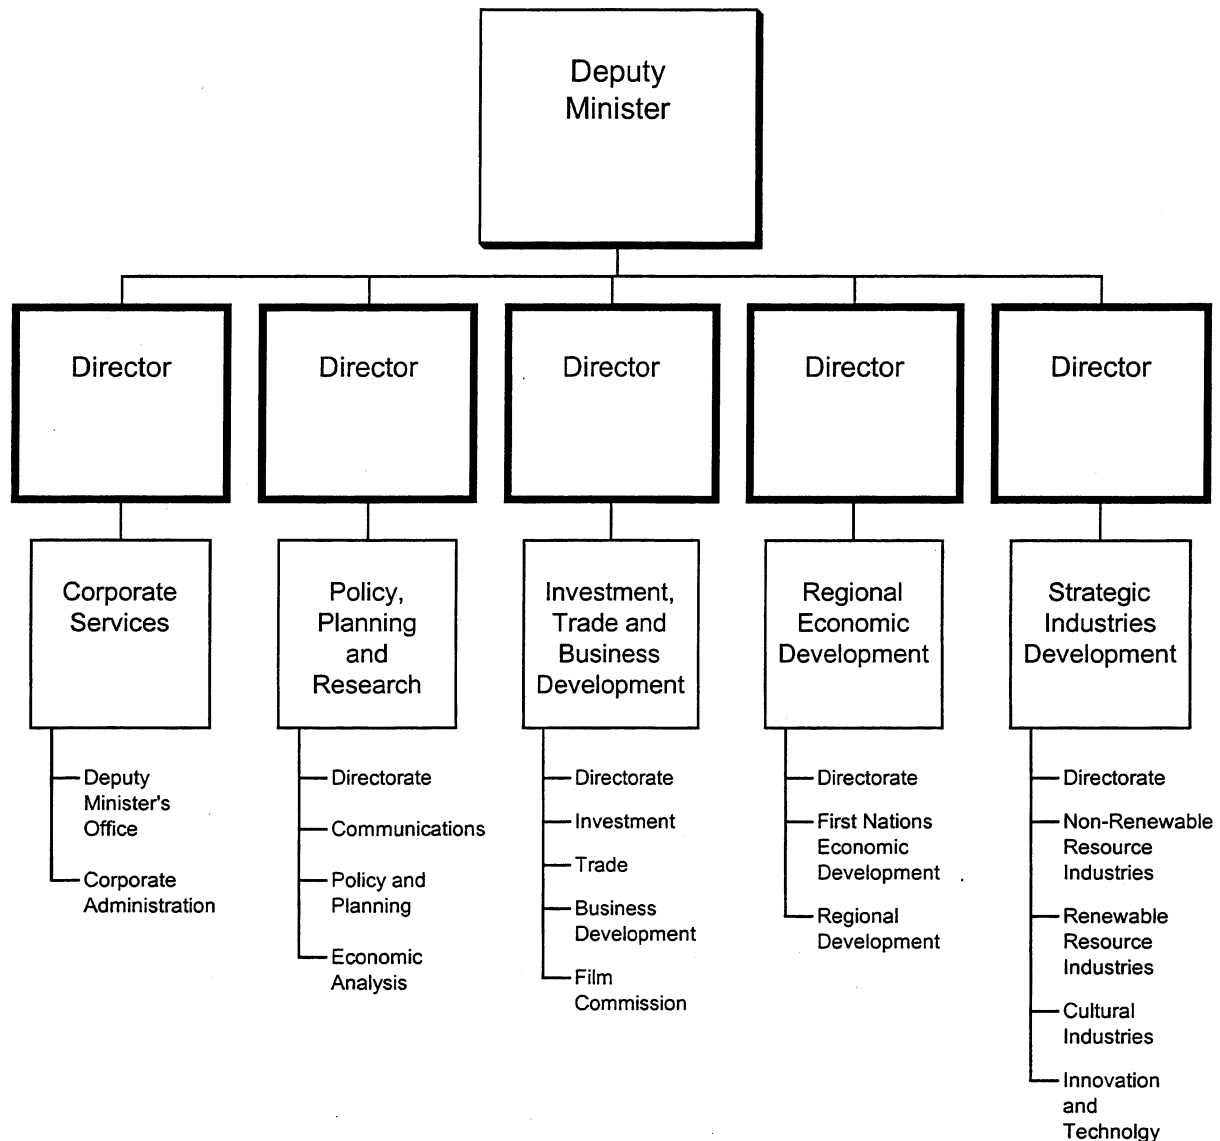 Deputy
Minister
Director
Director
Director
Director
Director
Corporate
Services
Policy,
Planning
and
Research
Investment,
Trade and
Business
Development
Regional
Economic
Development
Strategic
Industries
Development
Deputy
Minister's
Office
Corporate
Administration
Directorate
Communications
Policy and
Planning
Economic
Analysis
Directorate
Investment
Trade
Business
Development
Film
Commission
Directorate
First Nations
Economic
Development
Regional
Development
Directorate
Non-Renewable
Resource
Industries
Renewable
Resource
Industries
Cultural
Industries
Innovation
and
Technolgy